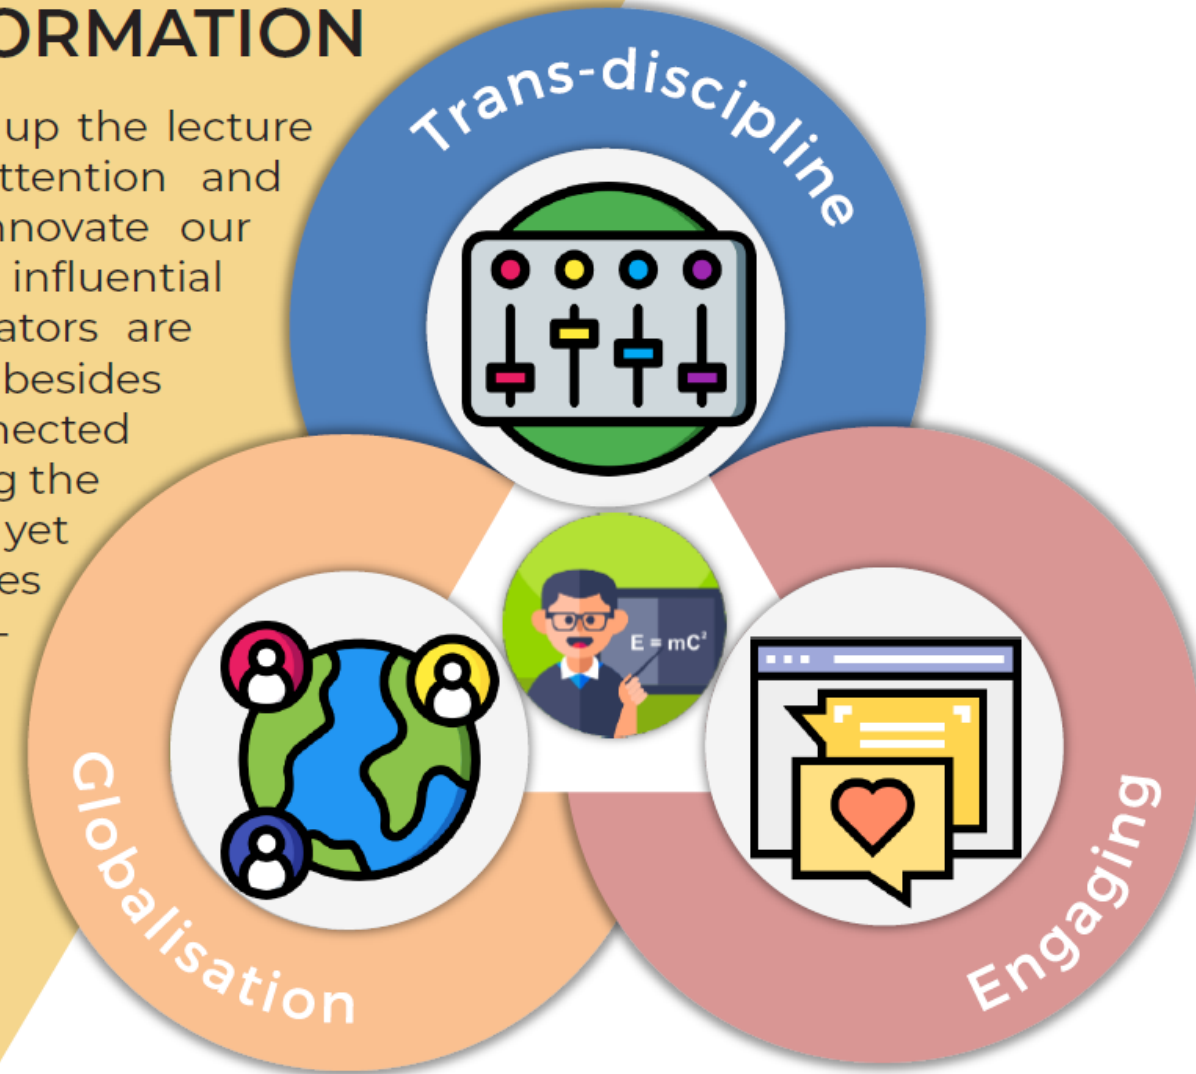 ORMATION
up the lecture
ttention and
nnovate our
influential
ators are
besides
nected
g the
yet
es
-
Trans-discipline
E = mC²
Globalisation
Engaging